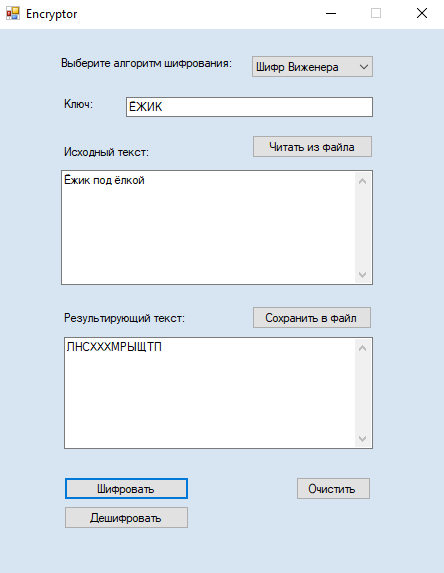 Encryptor
Выберите алгоритм шифрования: Шифр Виженера
Ключ: ЁЖИК
Исходный текст: Читать из файла
Ёжик под ёлкой
Результирующий текст: Сохранить в файл
ЛНСХХХМРЫЩТП
Шифровать Очистить
Дешифровать